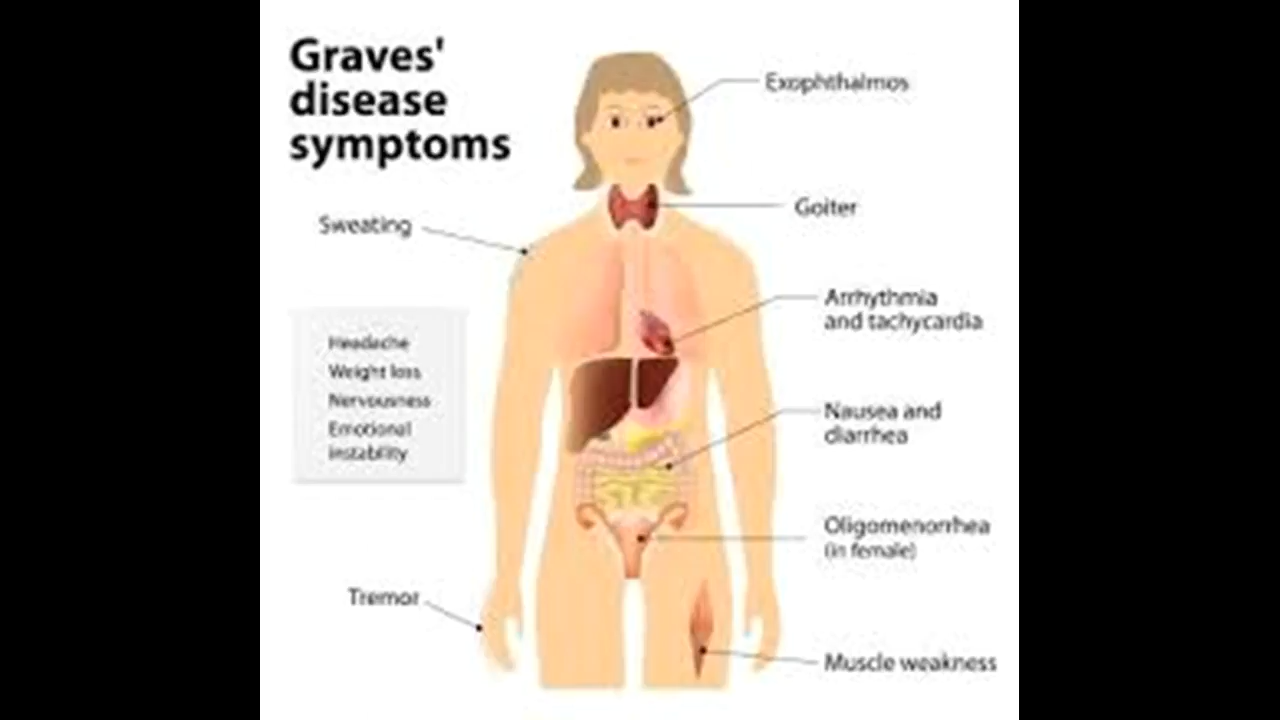 Graves'
disease
symptoms
Exophthalmos
Goiter
Sweating
Arrhythmia
and tachycardia
Headache
Weight loss
Nervousness
Emotional
instability
Nausea and
diarrhea
Oligomenorrhea
(in female)
Tremor
Muscle weakness